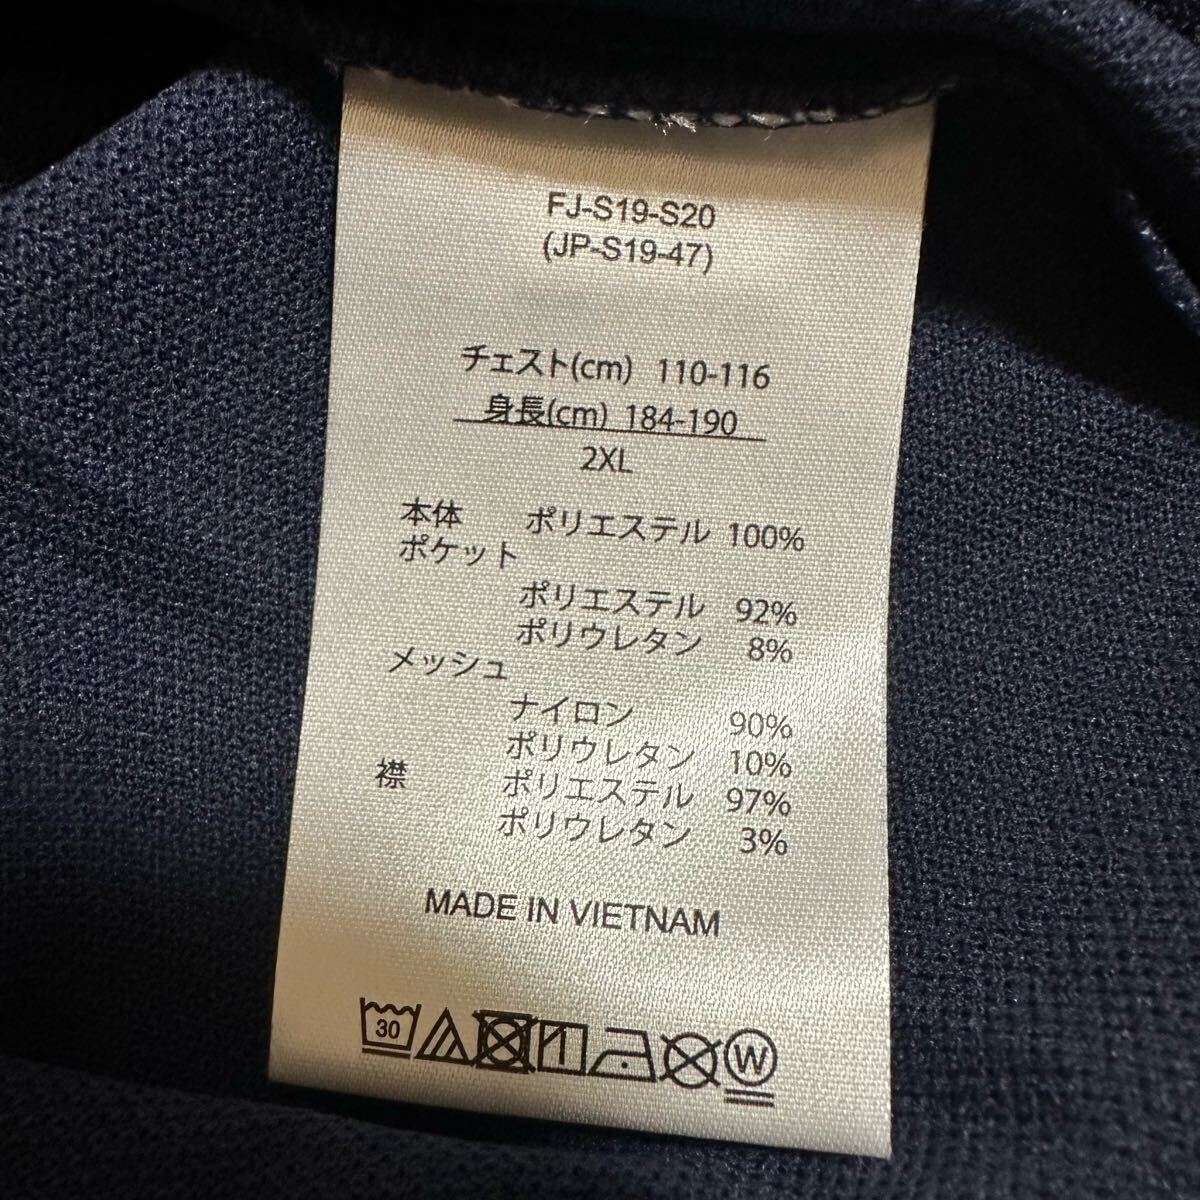 FJ-S19-S20
(JP-S19-47)
チェスト(cm) 110-116
身長(cm) 184-190
2XL
本体 ポリエステル 100%
ポケット
ポリエステル 92%
ポリウレタン 8%
メッシュ
ナイロン 90%
ポリウレタン 10%
襟 ポリエステル 97%
ポリウレタン 3%
MADE IN VIETNAM
30 W